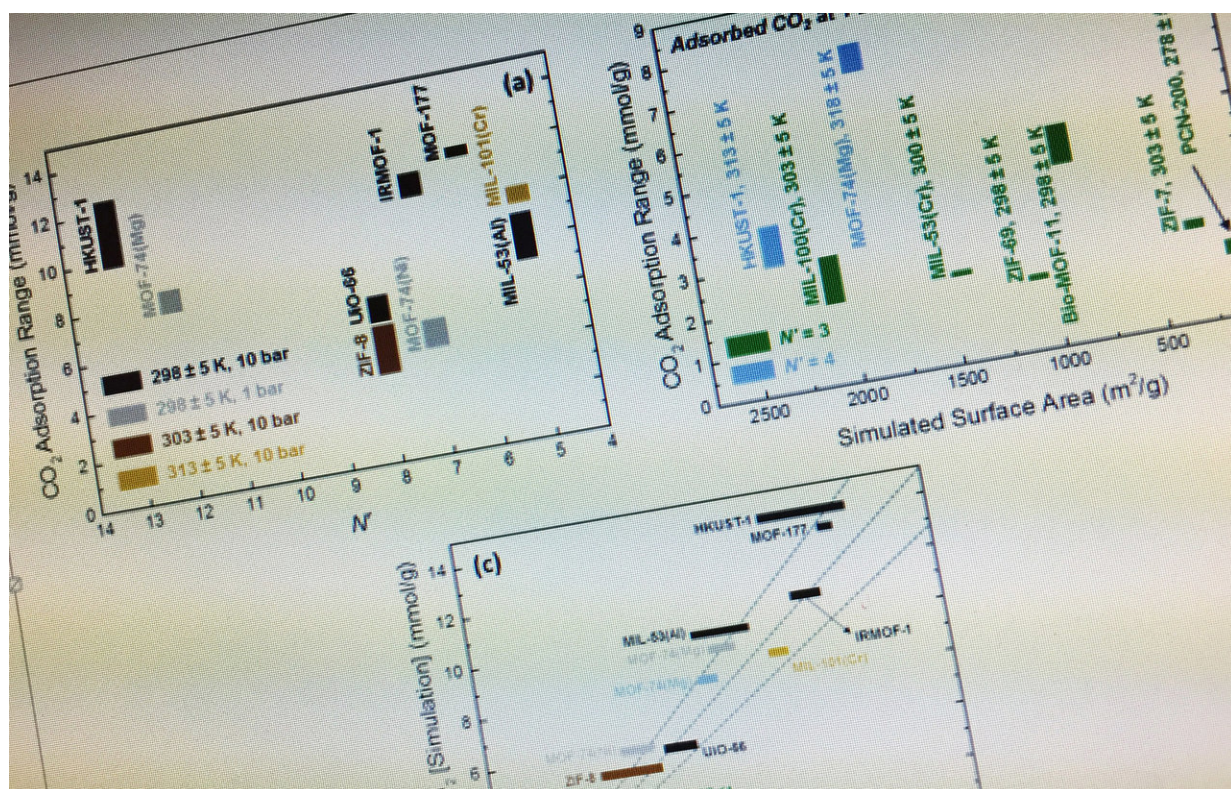 (a)
CO2 Adsorption Range
14
12
10
8
6
4
2
0
HKUST-1
MOF-74(Mg)
IRMOF-1
MOF-177
MIL-101(Cr)
MIL-53(Al)
UiO-66
ZIF-8
MOF-74(Ni)
298 ± 5 K, 10 bar
298 ± 5 K, 1 bar
303 ± 5 K, 10 bar
313 ± 5 K, 10 bar
14 13 12 11 10 9 8 7 6 5 4
N'
Adsorbed CO2 at
CO2 Adsorption Range (mmol/g)
9
8
7
6
5
4
3
2
1
0
HKUST-1, 313 ± 5 K
MIL-100(Cr), 303 ± 5 K
MOF-74(Mg), 318 ± 5 K
MIL-53(Cr), 300 ± 5 K
ZIF-69, 298 ± 5 K
Bio-MOF-11, 298 ± 5 K
ZIF-7, 303 ± 5 K
PCN-200, 278 ±
N' = 3
N' = 4
2500 2000 1500 1000 500
Simulated Surface Area (m2/g)
(c)
[Simulation] (mmol/g)
14
12
10
8
6
HKUST-1
MOF-177
IRMOF-1
MIL-53(Al)
MOF-74(Mg)
MIL-101(Cr)
MOF-74(Mg)
MOF-74(Ni)
UiO-66
ZIF-8